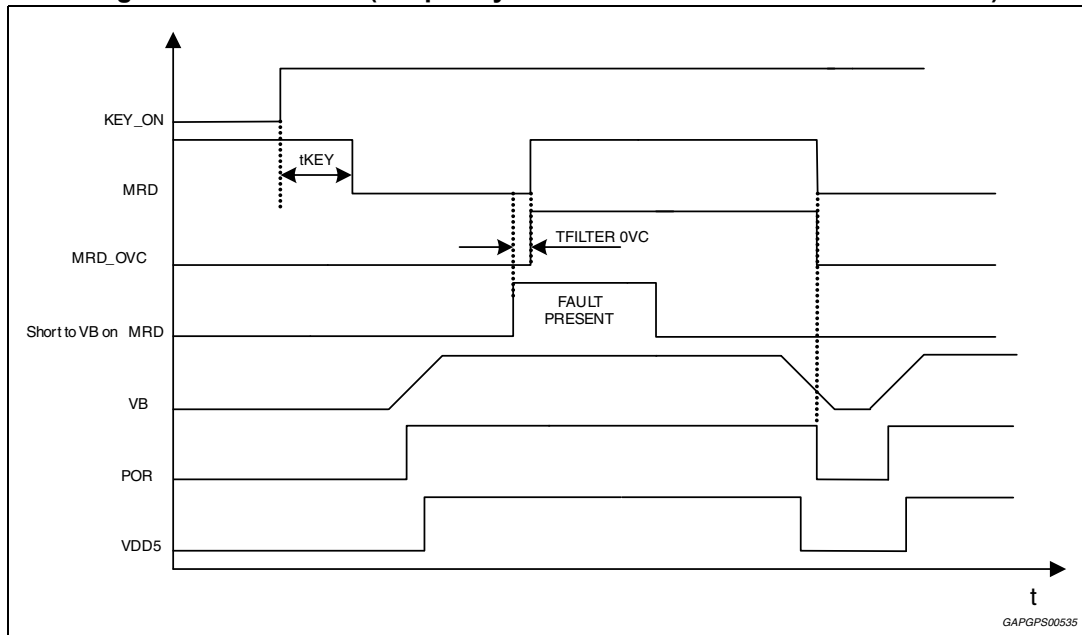 KEY_ON
tKEY
MRD
TFILTER 0VC
MRD_OVC
FAULT
PRESENT
Short to VB on MRD
VB
POR
VDD5
t
GAPGPS00535